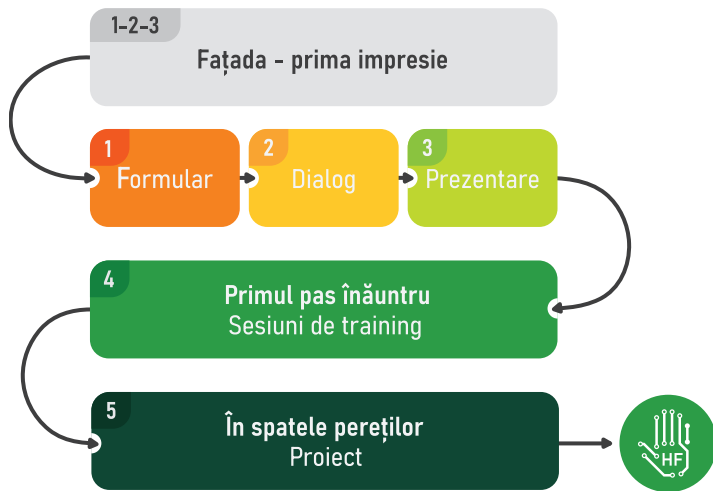 1-2-3
Fațada - prima impresie
1
Formular
2
Dialog
3
Prezentare
4
Primul pas înăuntru
Sesiuni de training
5
În spatele pereților
Proiect
HF